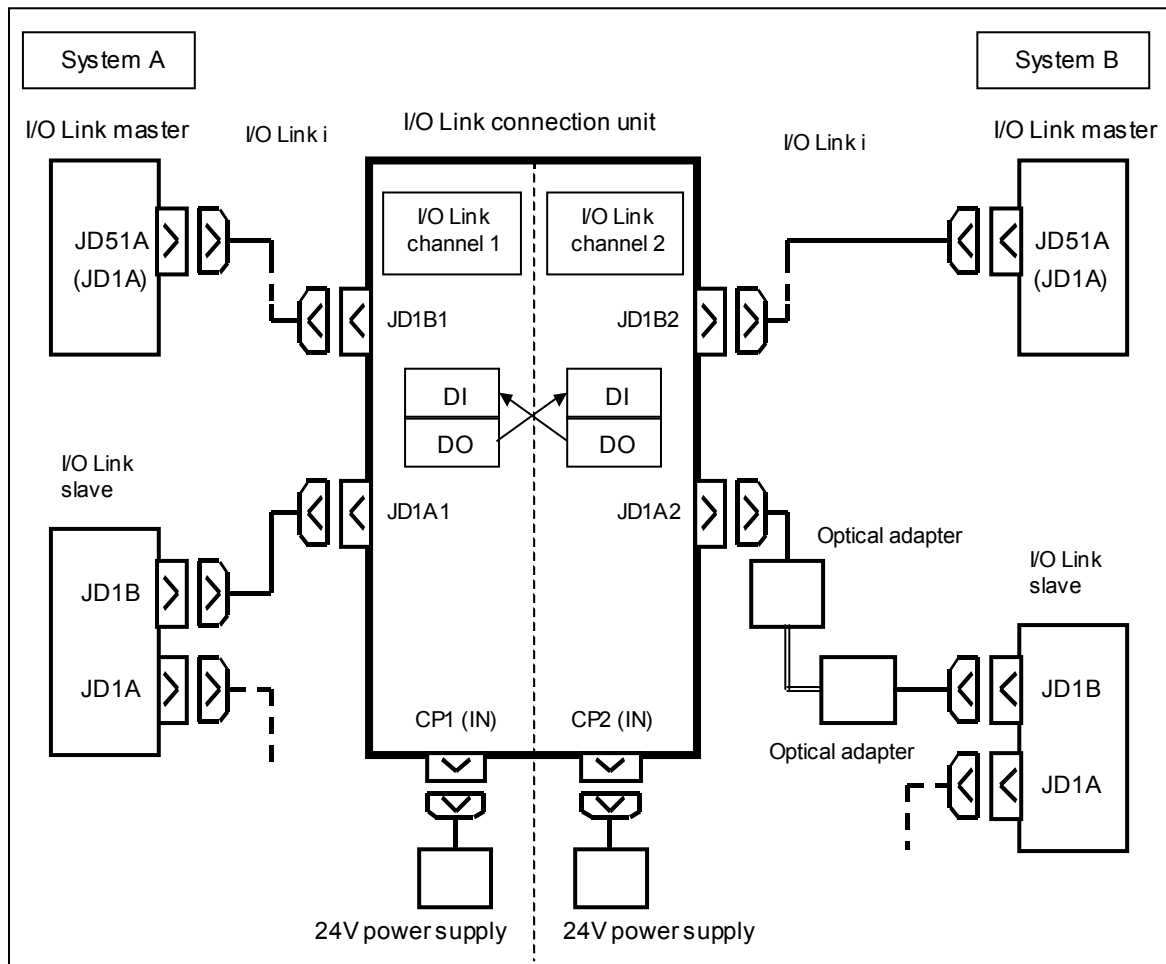 System A
System B
I/O Link master
I/O Link i
I/O Link connection unit
I/O Link i
I/O Link master
I/O Link
channel 1
I/O Link
channel 2
JD51A
(JD1A)
JD51A
(JD1A)
JD1B1
JD1B2
DI
DO
DI
DO
I/O Link
slave
JD1A1
JD1A2
Optical adapter
I/O Link
slave
JD1B
JD1A
JD1B
JD1A
CP1 (IN)
CP2 (IN)
Optical adapter
24V power supply
24V power supply